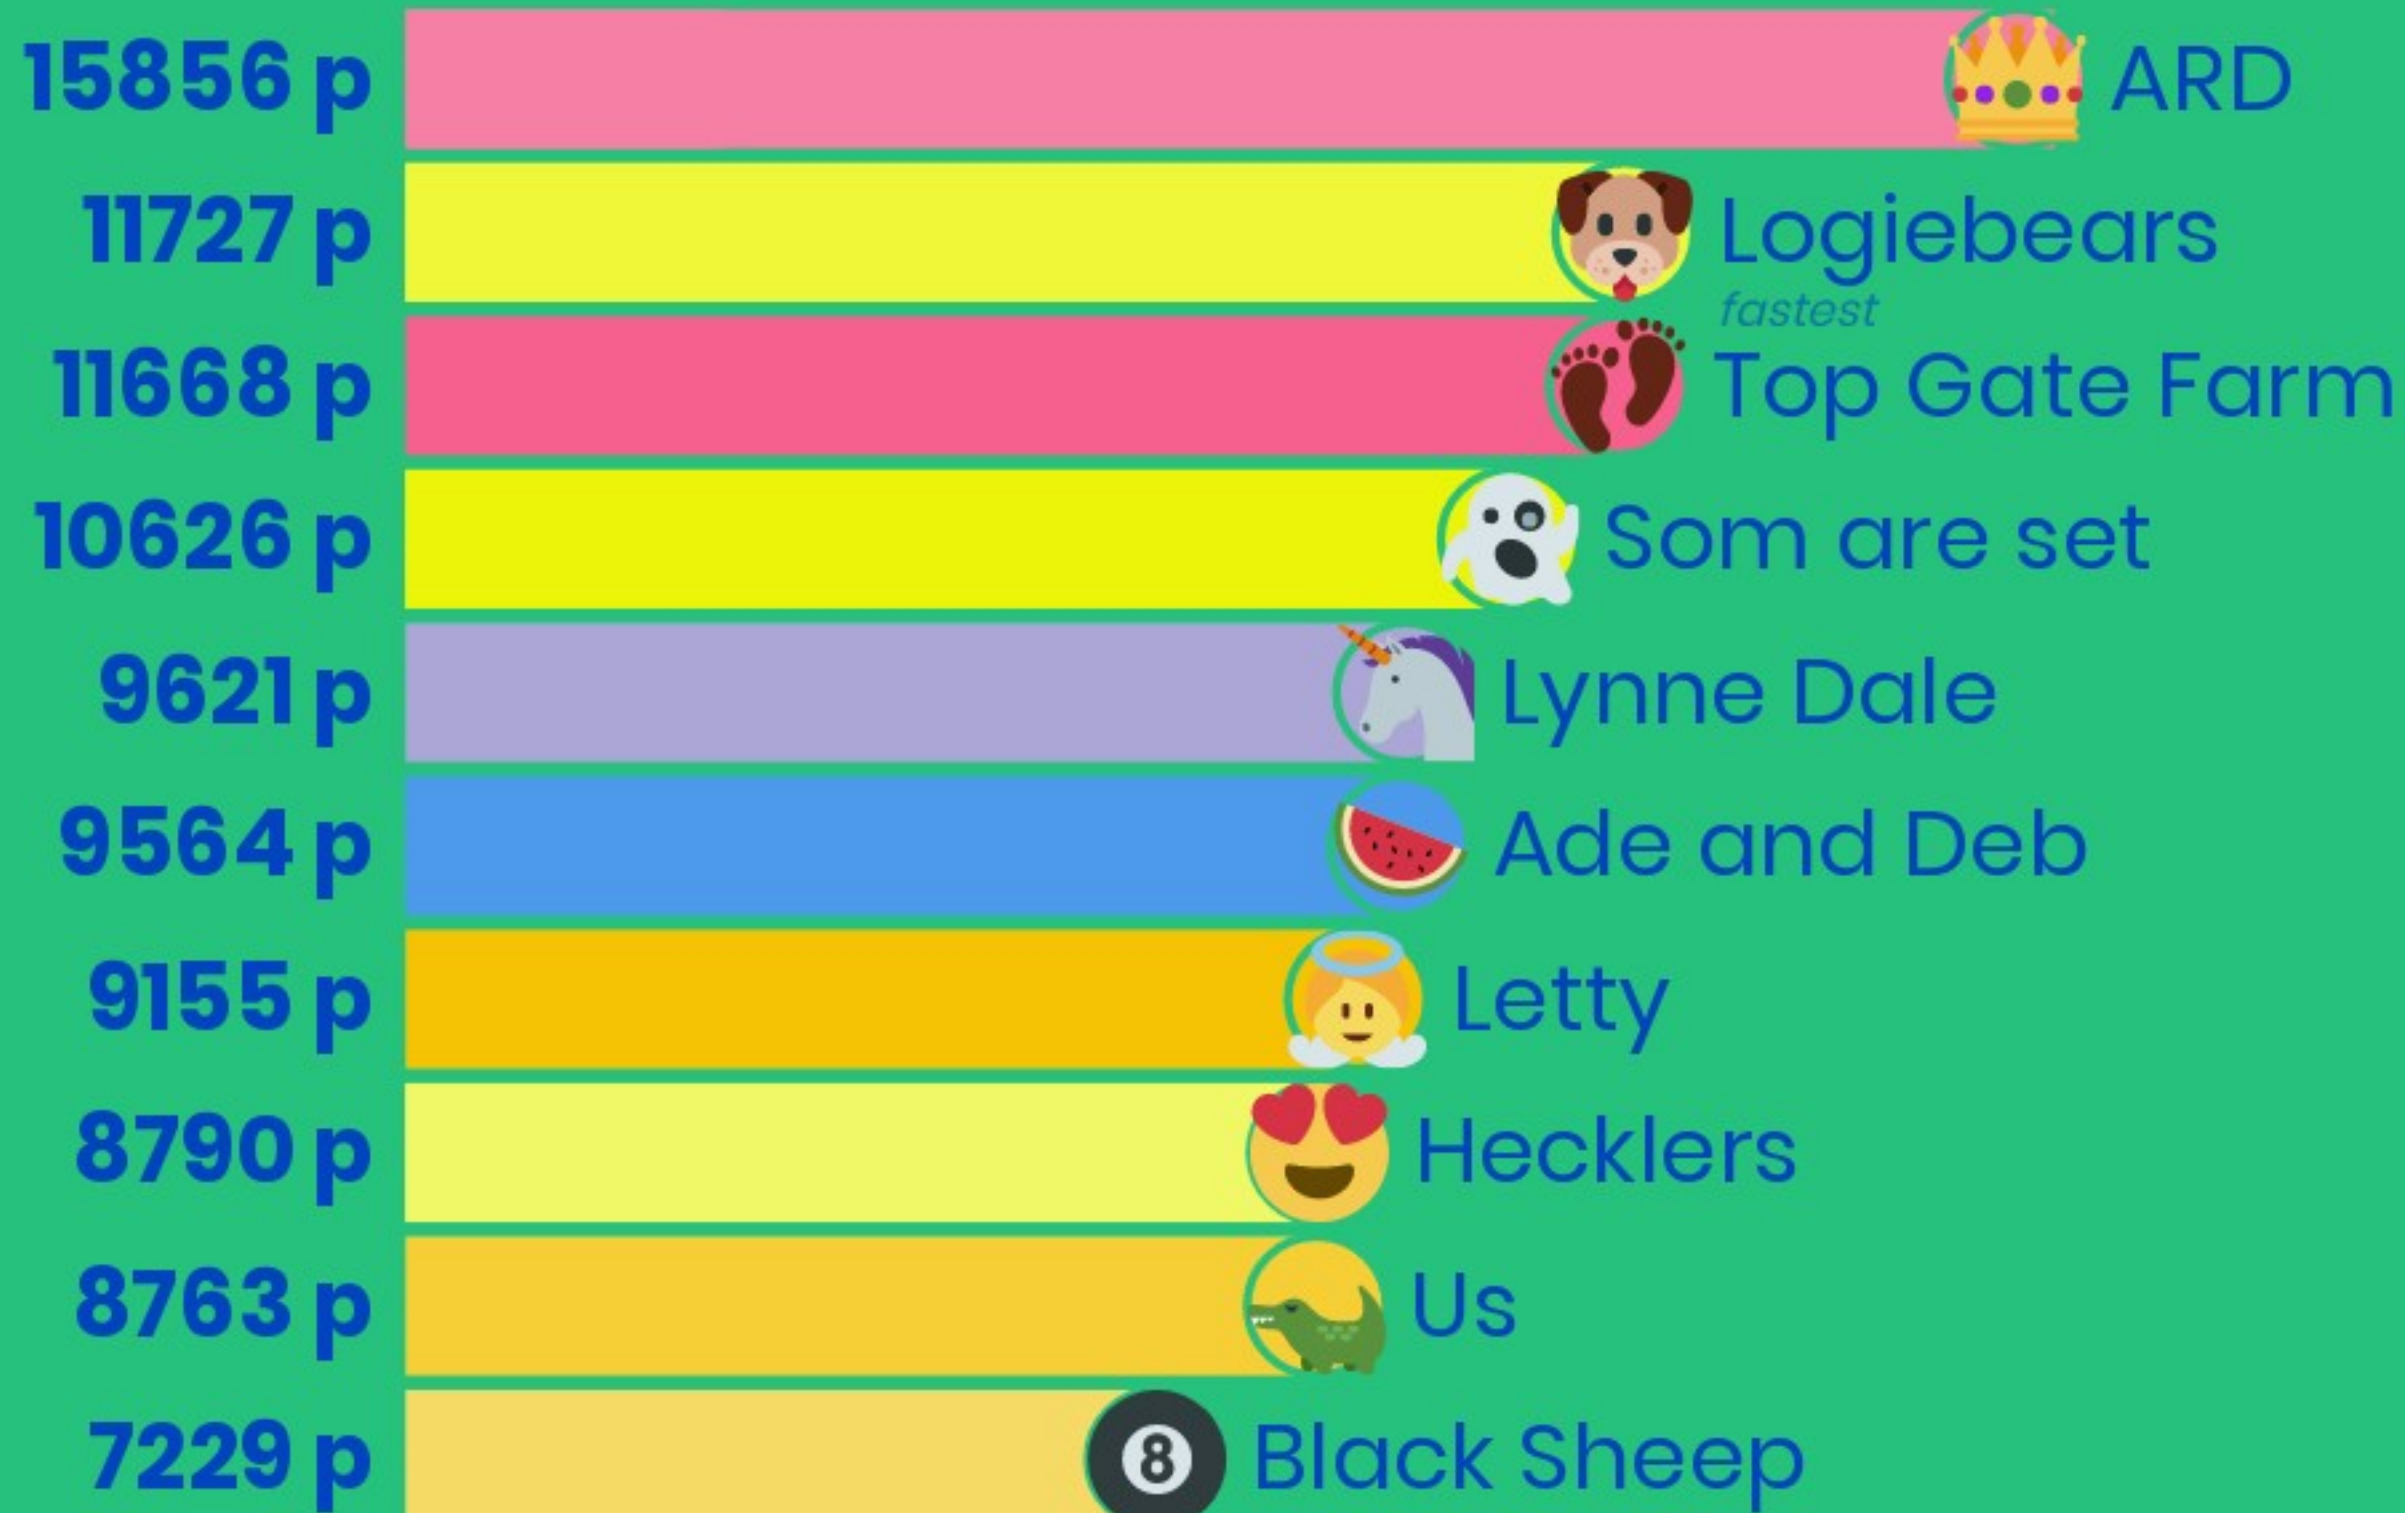 15856 p ARD
11727 p Logiebears
fastest
11668 p Top Gate Farm
10626 p Som are set
9621 p Lynne Dale
9564 p Ade and Deb
9155 p Letty
8790 p Hecklers
8763 p Us
7229 p 8 Black Sheep